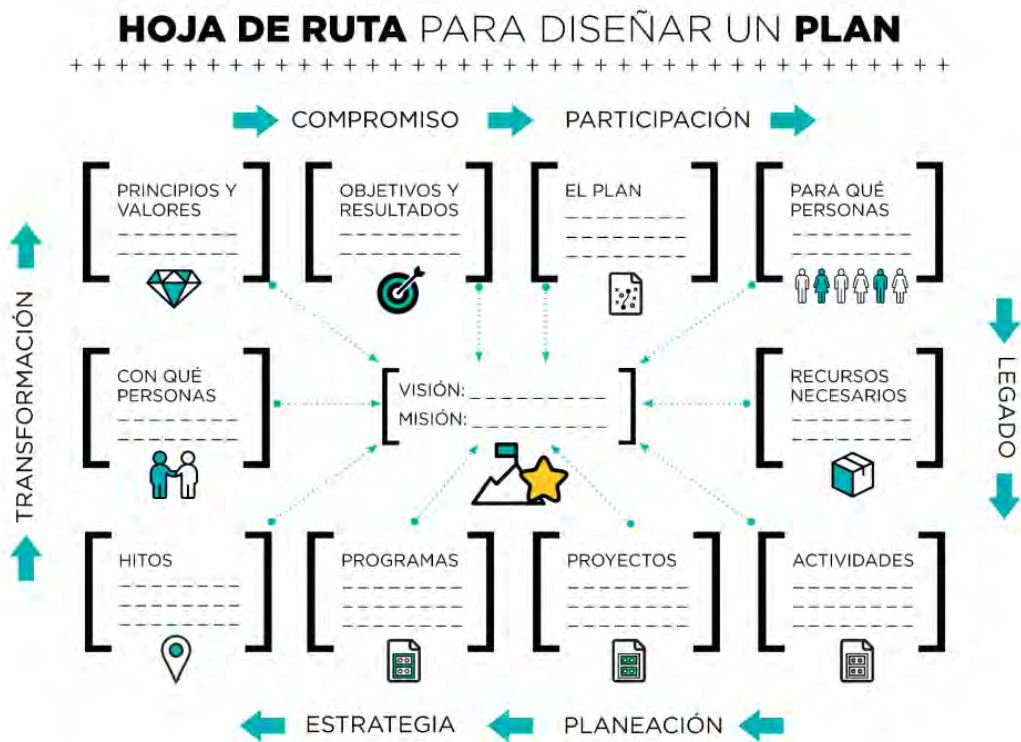 HOJA DE RUTA PARA DISEÑAR UN PLAN
COMPROMISO
PARTICIPACIÓN
PRINCIPIOS Y
VALORES
OBJETIVOS Y
RESULTADOS
EL PLAN
PARA QUÉ
PERSONAS
TRANSFORMACIÓN
CON QUÉ
PERSONAS
VISIÓN:
MISIÓN:
RECURSOS
NECESARIOS
LEGADO
HITOS
PROGRAMAS
PROYECTOS
ACTIVIDADES
ESTRATEGIA
PLANEACIÓN